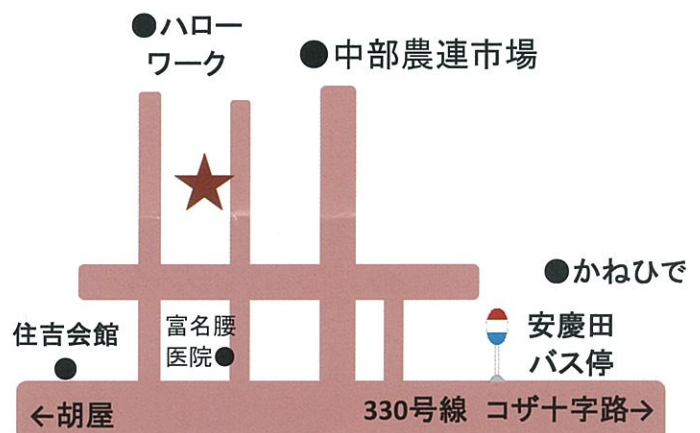 ●ハロー
ワーク
●中部農連市場
●かねひで
住吉会館
●
富名腰
医院●
安慶田
バス停
←胡屋
330号線 コザ十字路→